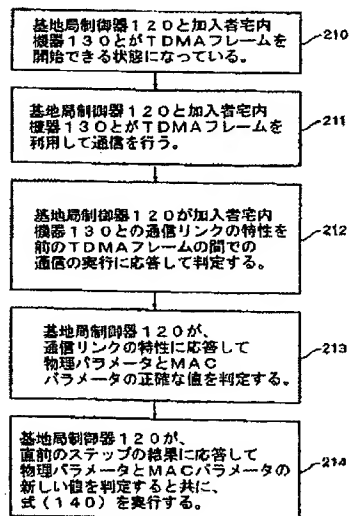 基地局制御器120と加入者宅内
機器130とがTDMAフレームを
開始できる状態になっている。
210
基地局制御器120と加入者宅内
機器130とがTDMAフレームを
利用して通信を行う。
211
基地局制御器120が加入者宅内
機器130との通信リンクの特性を
前のTDMAフレームの間での
通信の実行に応答して判定する。
212
基地局制御器120が、
通信リンクの特性に応答して
物理パラメータとMAC
パラメータの正確な値を判定する。
213
基地局制御器120が、
直前のステップの結果に応答して
物理パラメータとMACパラメータの
新しい値を判定すると共に、
式(140)を実行する。
214